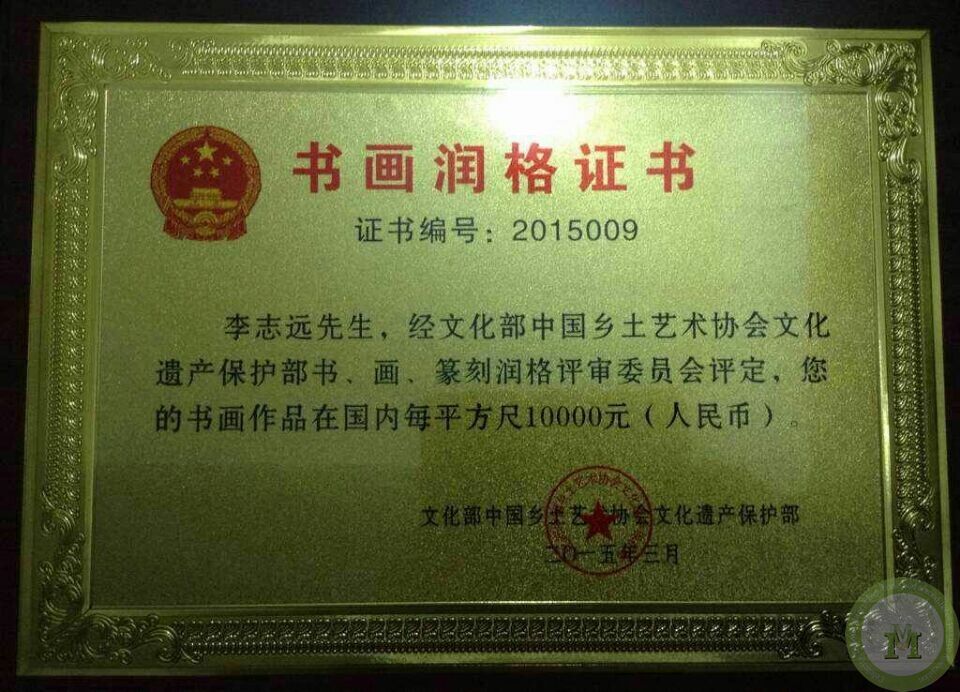 书画润格证书
证书编号：2015009
李志远先生，经文化部中国乡土艺术协会文化
遗产保护部书、画、篆刻润格评审委员会评定，您
的书画作品在国内每平方尺10000元（人民币）。
文化部中国乡土艺术协会文化遗产保护部
二〇一五年三月
M